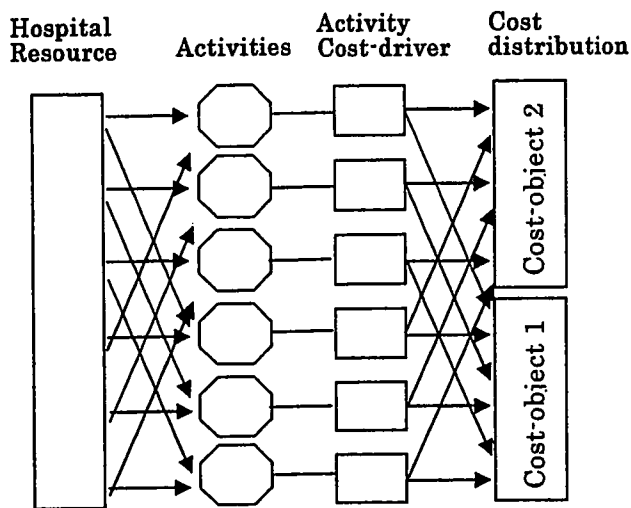 Hospital
Resource
Activities
Activity
Cost-driver
Cost
distribution
Cost-object 2
Cost-object 1